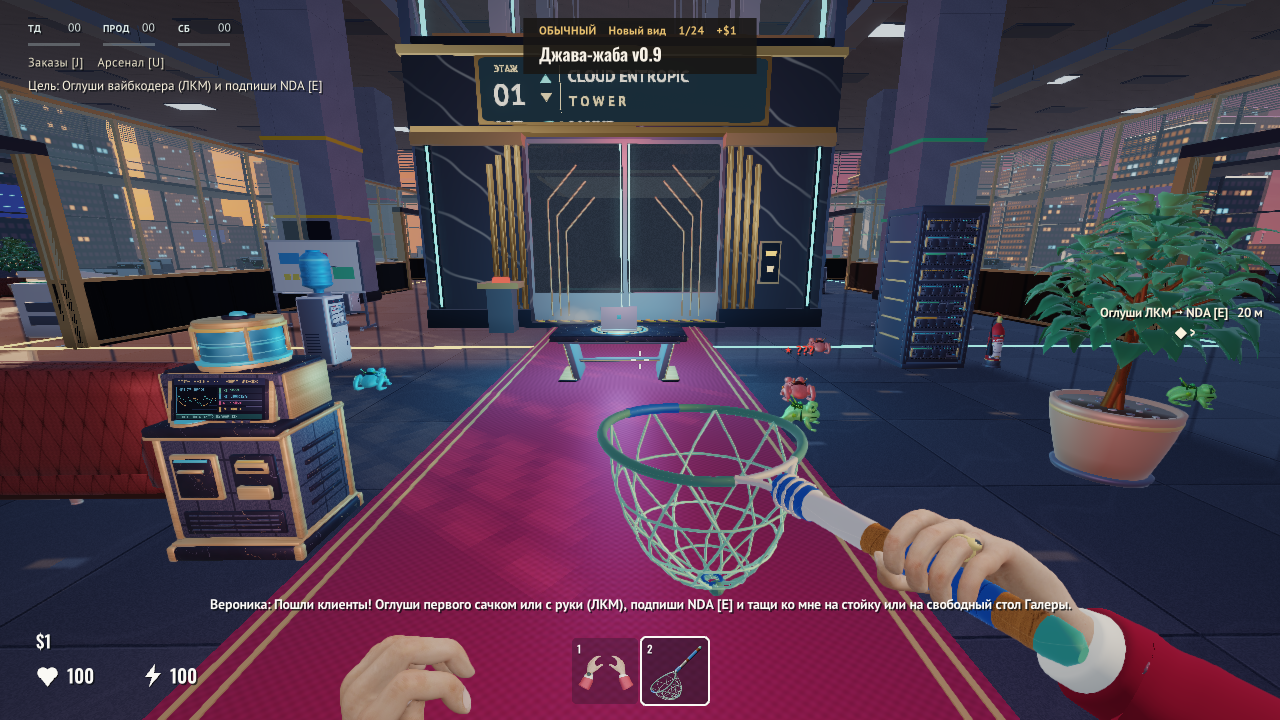 ТД 00 ПРОД 00 СБ 00
Заказы [J] Арсенал [U]
Цель: Оглуши вайбкодера (ЛКМ) и подпиши NDA [E]
ОБЫЧНЫЙ Новый вид 1/24 +$1
Джава-жаба v0.9
ЭТАЖ
01
CLOUD ENTROPIC
TOWER
Оглуши ЛКМ → NDA [E] 20 м
Вероника: Пошли клиенты! Оглуши первого сачком или с руки (ЛКМ), подпиши NDA [E] и тащи ко мне на стойку или на свободный стол Галеры.
$1
100 100
1 2